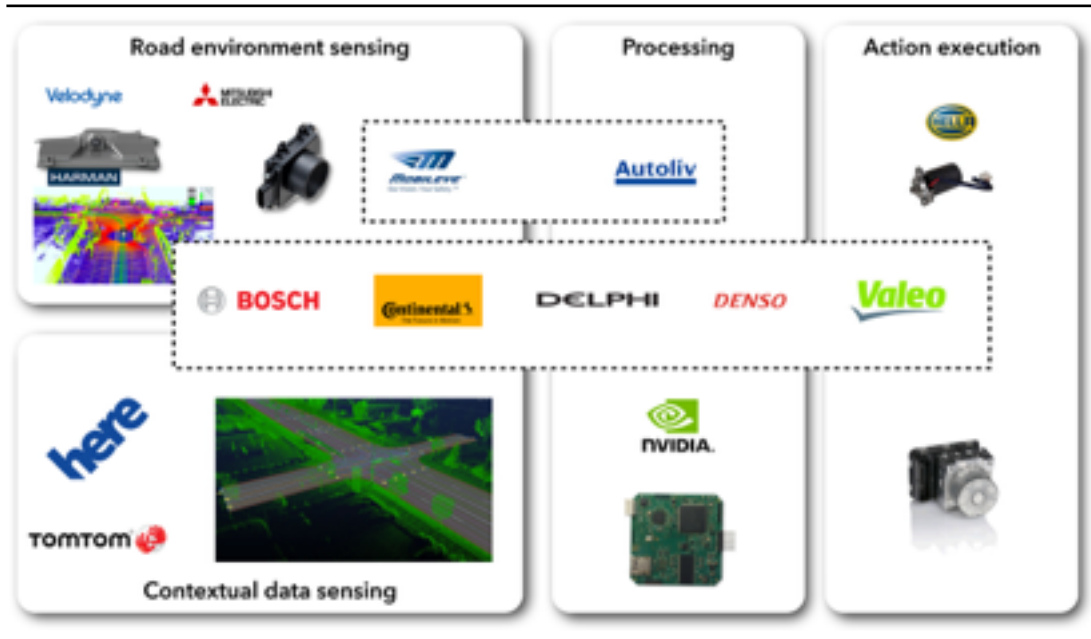 Road environment sensing
Processing
Action execution
Velodyne
MITSUBISHI
ELECTRIC
HELLA
HARMAN
MOBILEYE
Autoliv
BOSCH
Continental
DELPHI
DENSO
Valeo
here
NVIDIA.
TOMTOM
Contextual data sensing